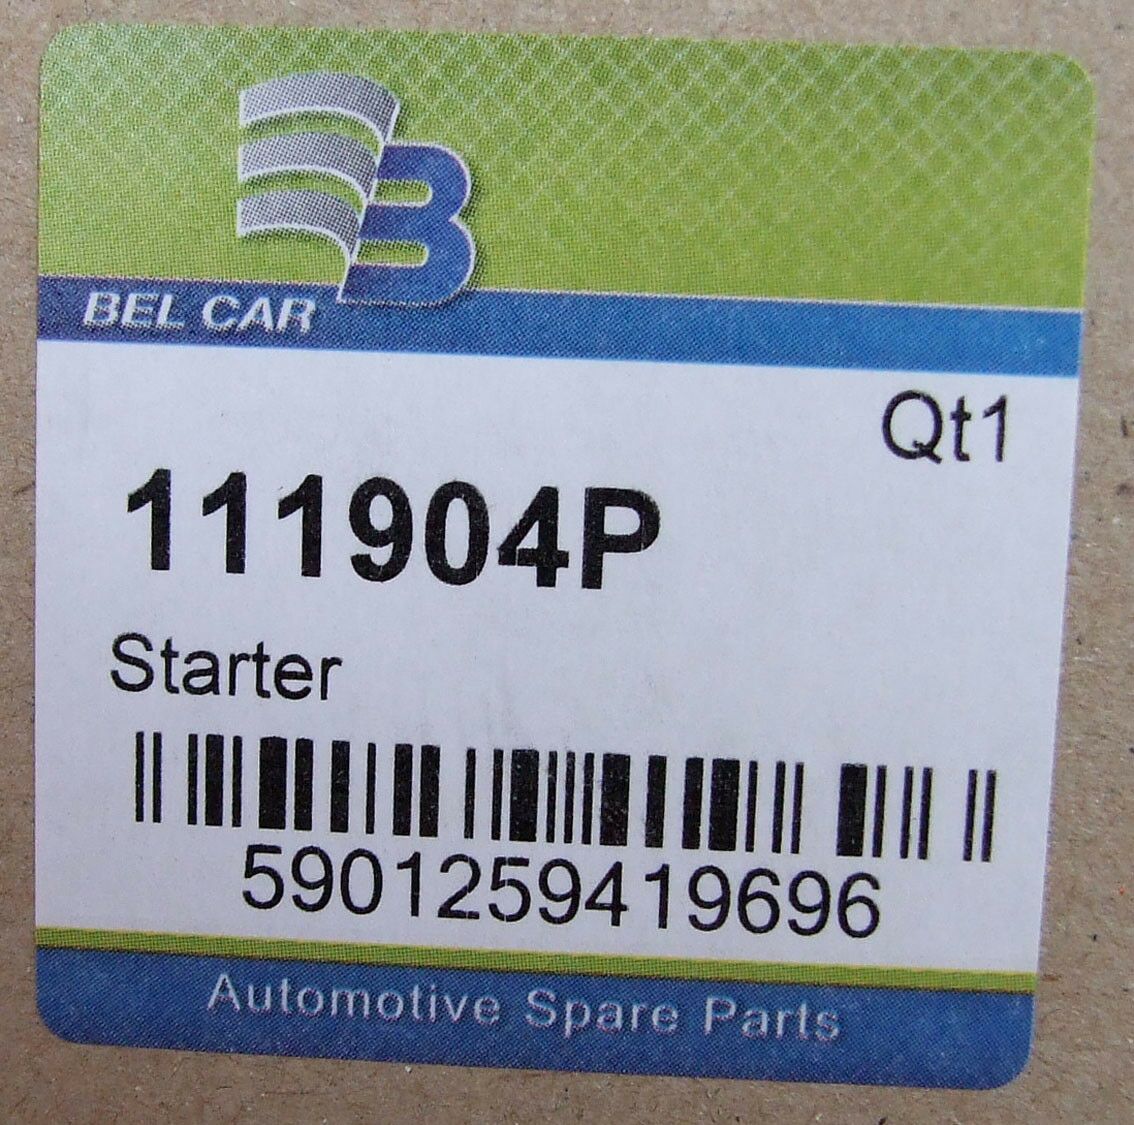 B
BEL CAR
Qt1
111904P
Starter
5901259419696
Automotive Spare Parts